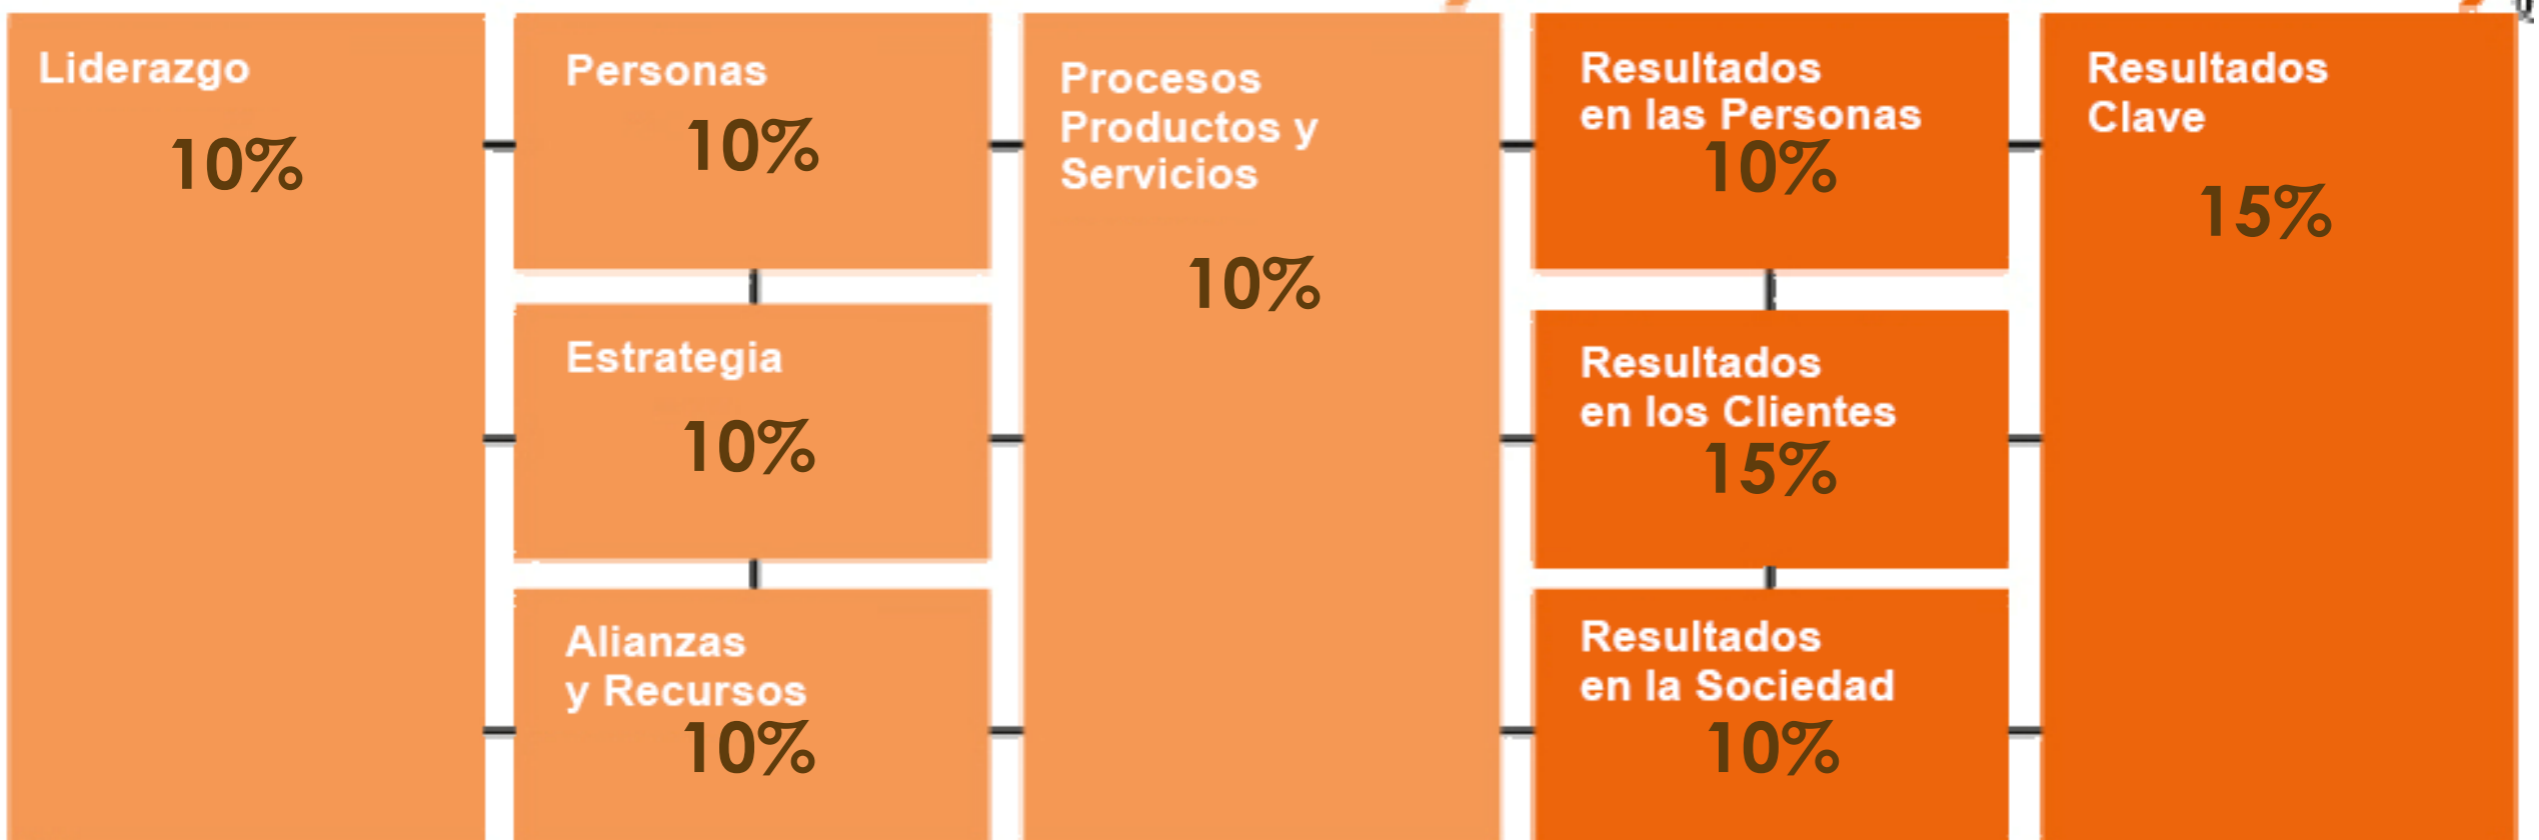 Liderazgo
10%
Personas
10%
Estrategia
10%
Alianzas
y Recursos
10%
Procesos
Productos y
Servicios
10%
Resultados
en las Personas
10%
Resultados
en los Clientes
15%
Resultados
en la Sociedad
10%
Resultados
Clave
15%